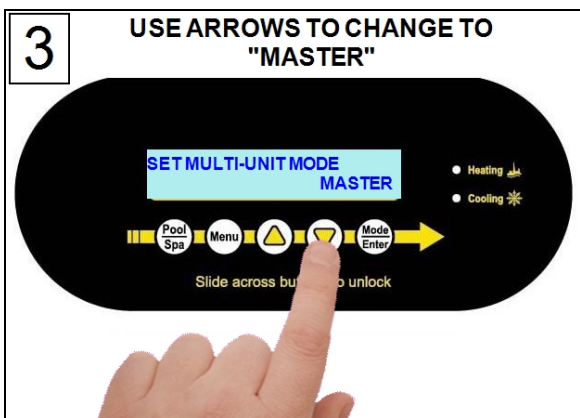 3
USE ARROWS TO CHANGE TO
"MASTER"
SET MULTI-UNIT MODE
MASTER
Heating
Cooling
Pool
Spa
Menu
Mode
Enter
Slide across bu o unlock